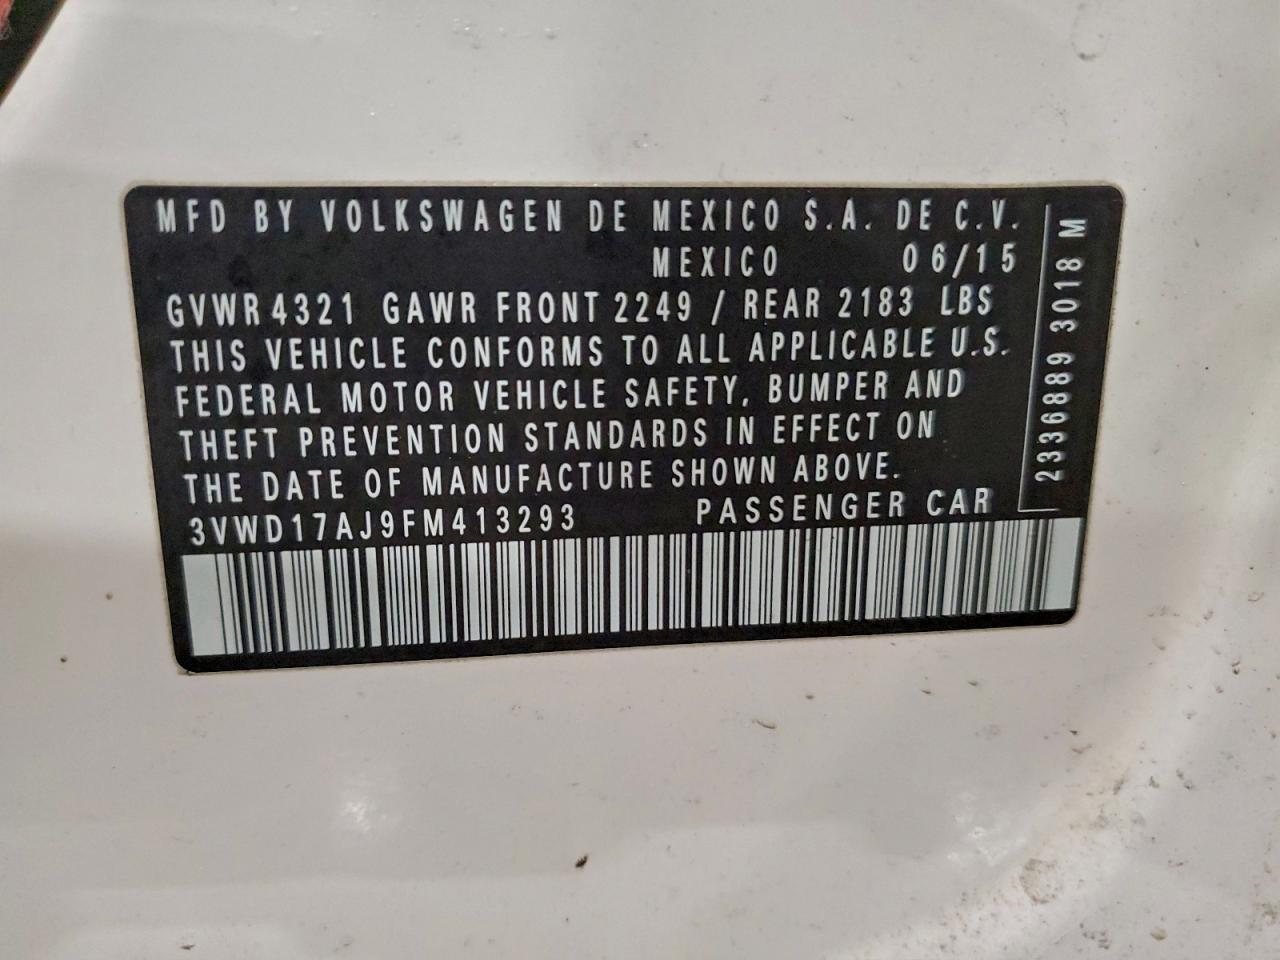 MFD BY VOLKSWAGEN DE MEXICO S.A. DE C.V.
MEXICO 06/15
GVWR 4321 GAWR FRONT 2249 / REAR 2183 LBS
THIS VEHICLE CONFORMS TO ALL APPLICABLE U.S.
FEDERAL MOTOR VEHICLE SAFETY, BUMPER AND
THEFT PREVENTION STANDARDS IN EFFECT ON
THE DATE OF MANUFACTURE SHOWN ABOVE.
3VWD17AJ9FM413293 PASSENGER CAR
2336889 3018 M